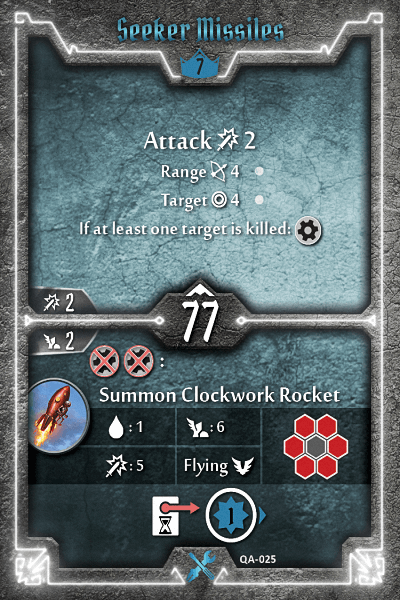 Seeker Missiles
7
Attack 2
Range 4
Target 4
If at least one target is killed:
2
77
2
:
Summon Clockwork Rocket
: 1 : 6
: 5 Flying
1
QA-025